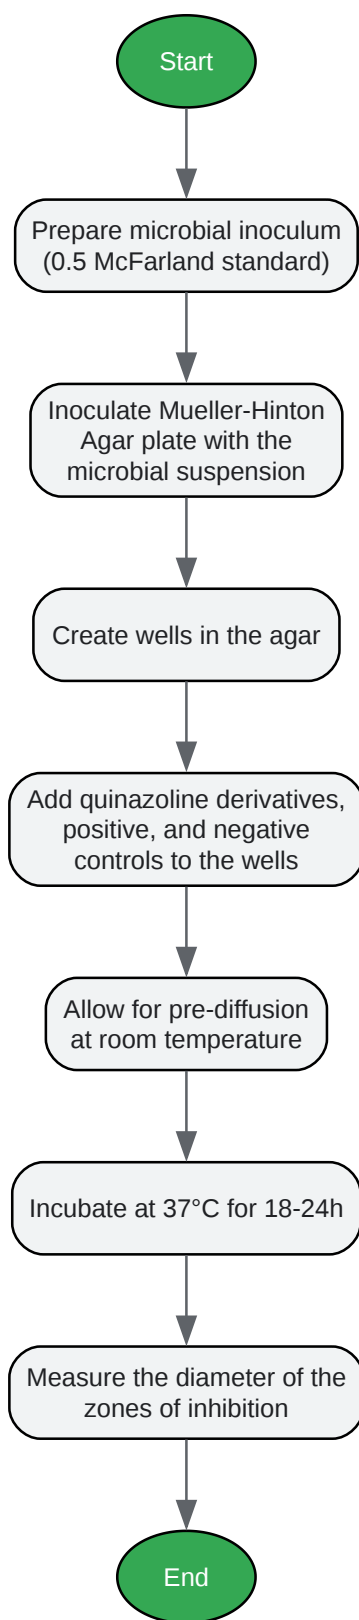 Start
Prepare microbial inoculum
(0.5 McFarland standard)
Inoculate Mueller-Hinton
Agar plate with the
microbial suspension
Create wells in the agar
Add quinazoline derivatives,
positive, and negative
controls to the wells
Allow for pre-diffusion
at room temperature
Incubate at 37°C for 18-24h
Measure the diameter of the
zones of inhibition
End